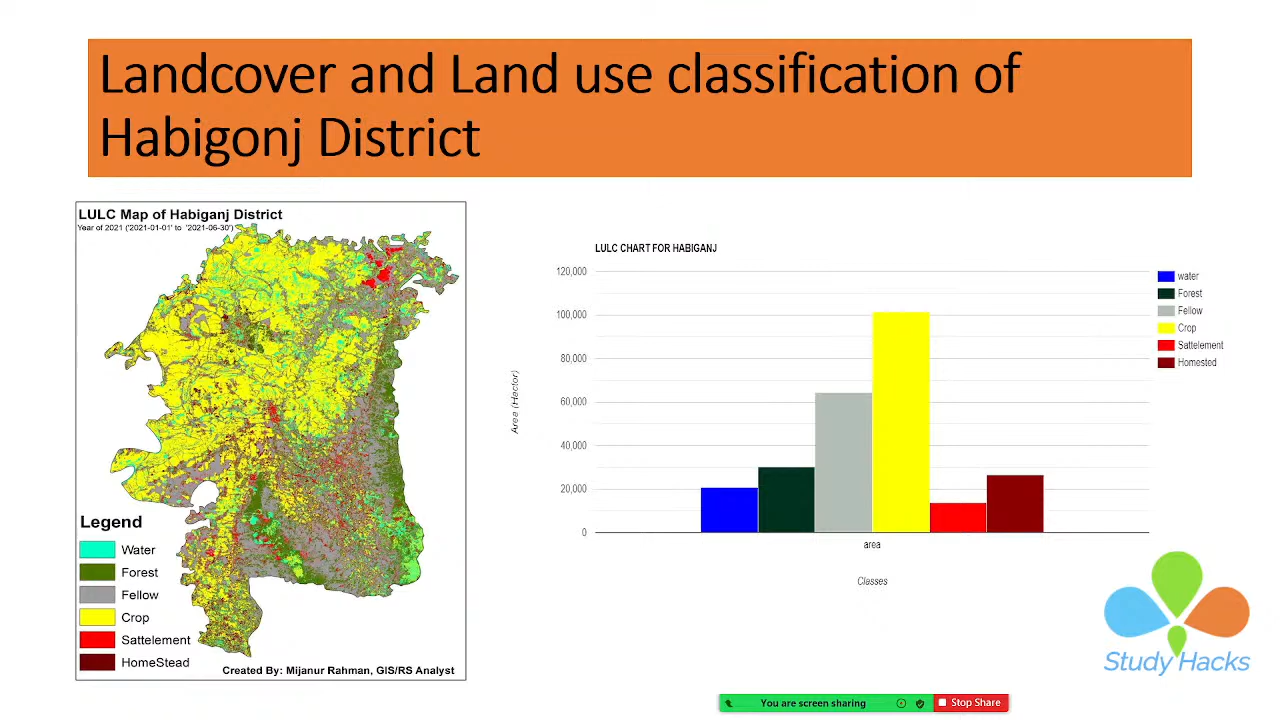 Landcover and Land use classification of
Habigonj District
LULC Map of Habiganj District
Year of 2021 ('2021-01-01' to '2021-06-30')
Legend
Water
Forest
Fellow
Crop
Sattelement
HomeStead
Created By: Mijanur Rahman, GIS/RS Analyst
LULC CHART FOR HABIGANJ
120,000
100,000
80,000
60,000
40,000
20,000
0
Area (Hector)
area
Classes
water
Forest
Fellow
Crop
Sattelement
Homested
Study Hacks
You are screen sharing
Stop Share